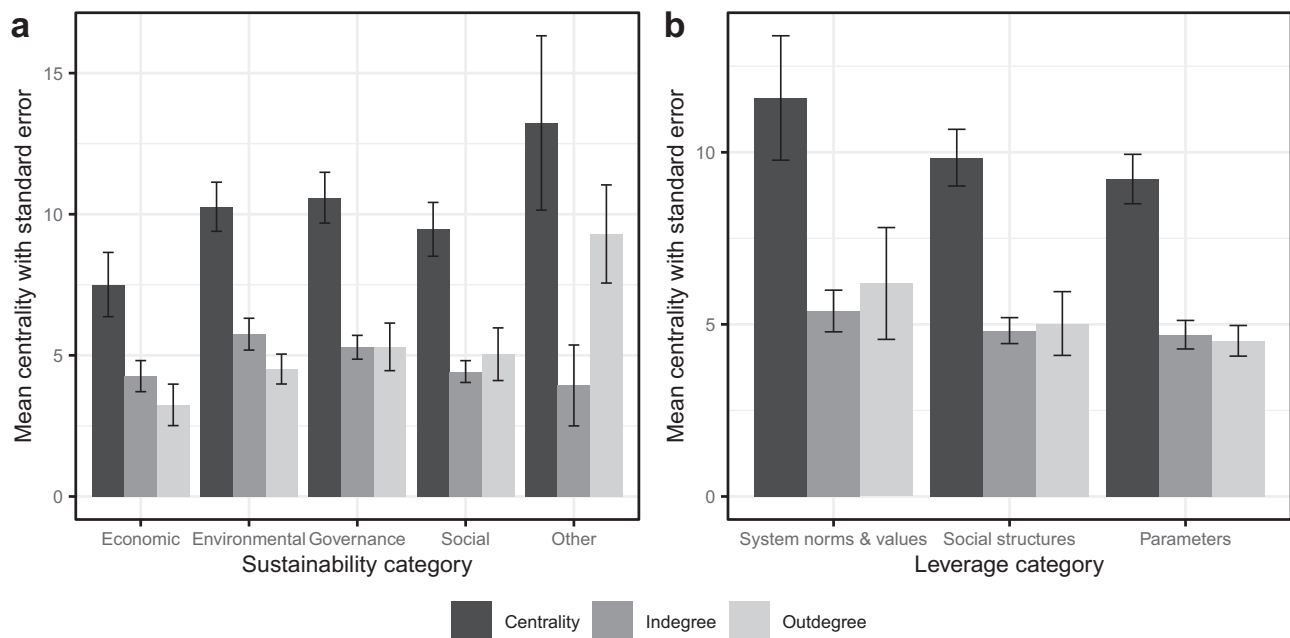 a
Mean centrality with standard error
15
10
5
0
Economic Environmental Governance Social Other
Sustainability category
b
Mean centrality with standard error
10
5
0
System norms & values Social structures Parameters
Leverage category
Centrality Indegree Outdegree